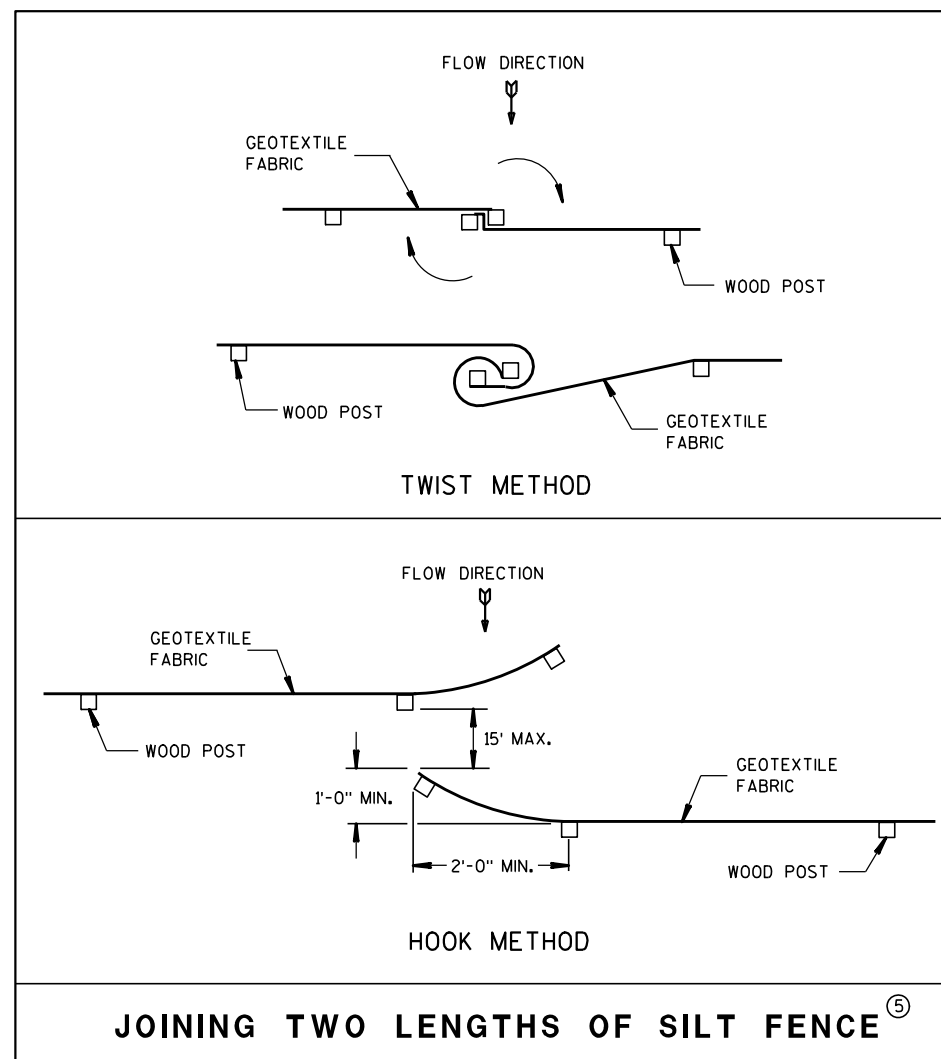 FLOW DIRECTION
GEOTEXTILE
FABRIC
WOOD POST
WOOD POST
GEOTEXTILE
FABRIC
TWIST METHOD
FLOW DIRECTION
GEOTEXTILE
FABRIC
WOOD POST
15' MAX.
GEOTEXTILE
FABRIC
1'-0" MIN.
2'-0" MIN.
WOOD POST
HOOK METHOD
JOINING TWO LENGTHS OF SILT FENCE ⑤